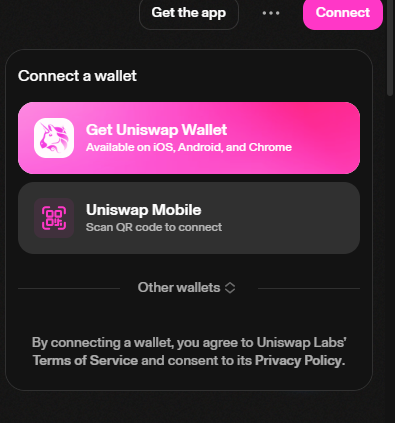 Get the app
Connect
Connect a wallet
Get Uniswap Wallet
Available on iOS, Android, and Chrome
Uniswap Mobile
Scan QR code to connect
Other wallets
By connecting a wallet, you agree to Uniswap Labs'
Terms of Service and consent to its Privacy Policy.